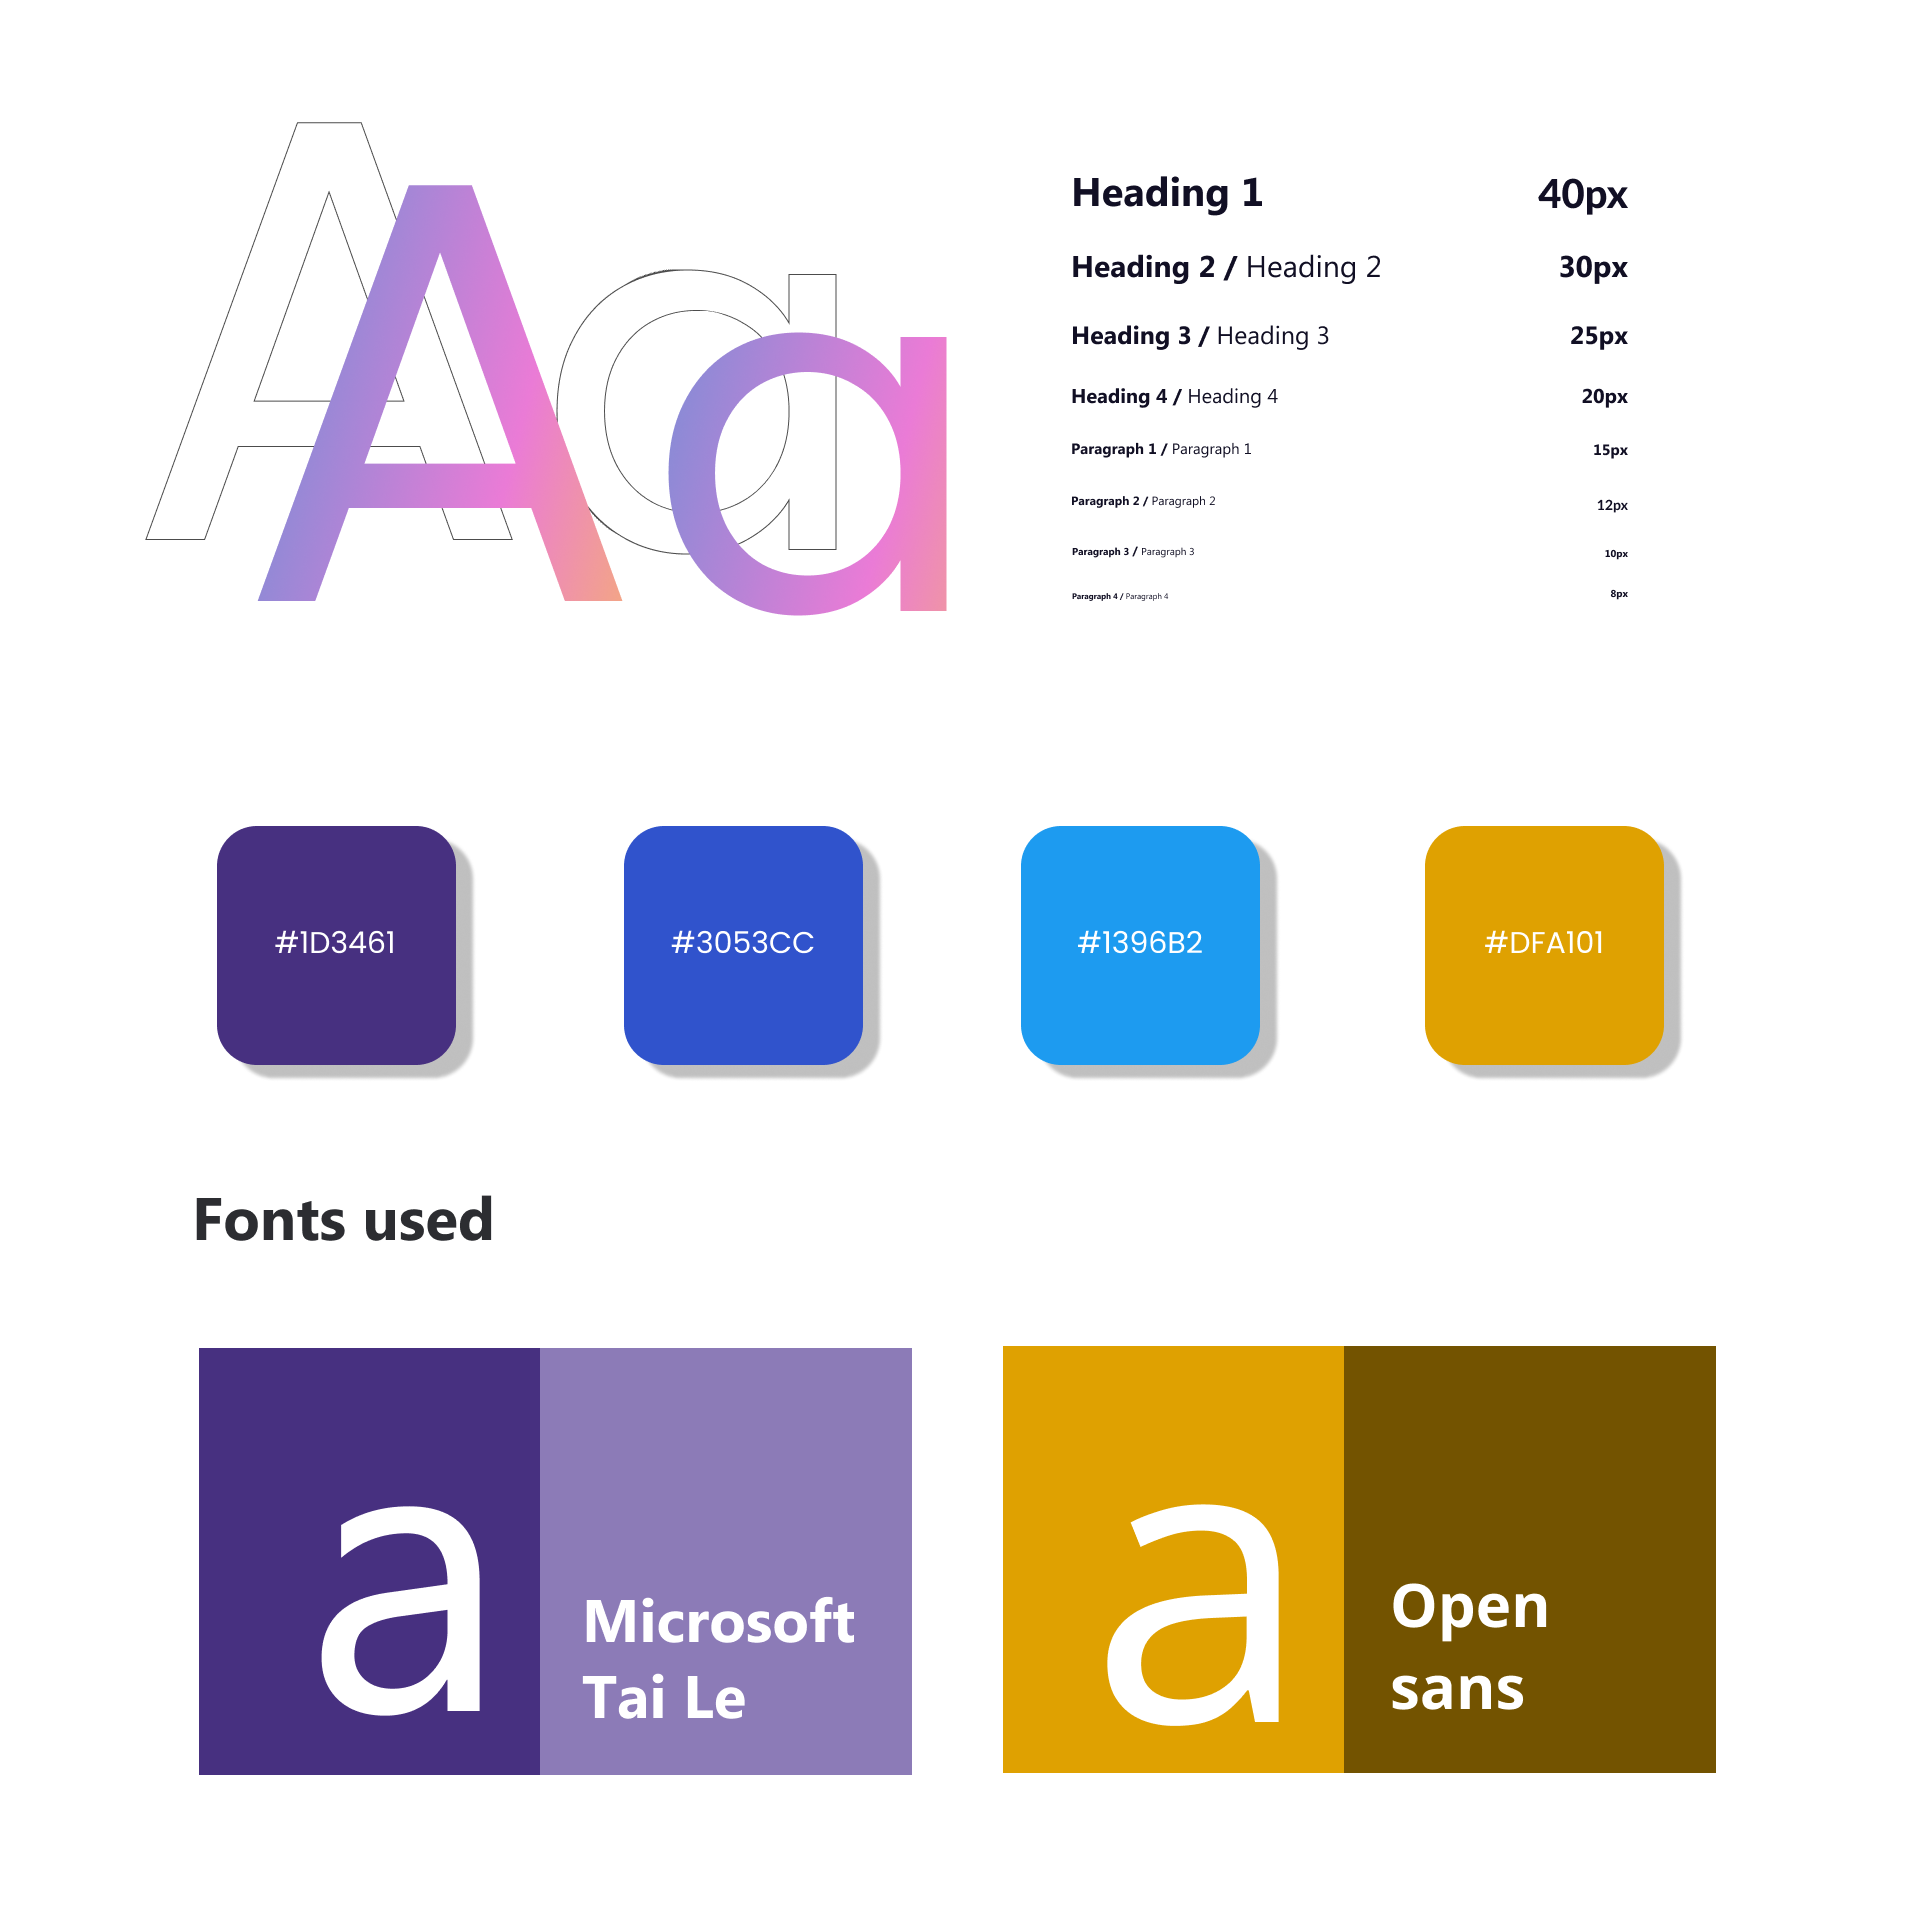 Aa
Aa
Heading 1 40px
Heading 2 / Heading 2 30px
Heading 3 / Heading 3 25px
Heading 4 / Heading 4 20px
Paragraph 1 / Paragraph 1 15px
Paragraph 2 / Paragraph 2 12px
Paragraph 3 / Paragraph 3 10px
Paragraph 4 / Paragraph 4 8px
#1D3461 #3053CC #1396B2 #DFA101
Fonts used
a
Microsoft
Tai Le
a
Open
sans